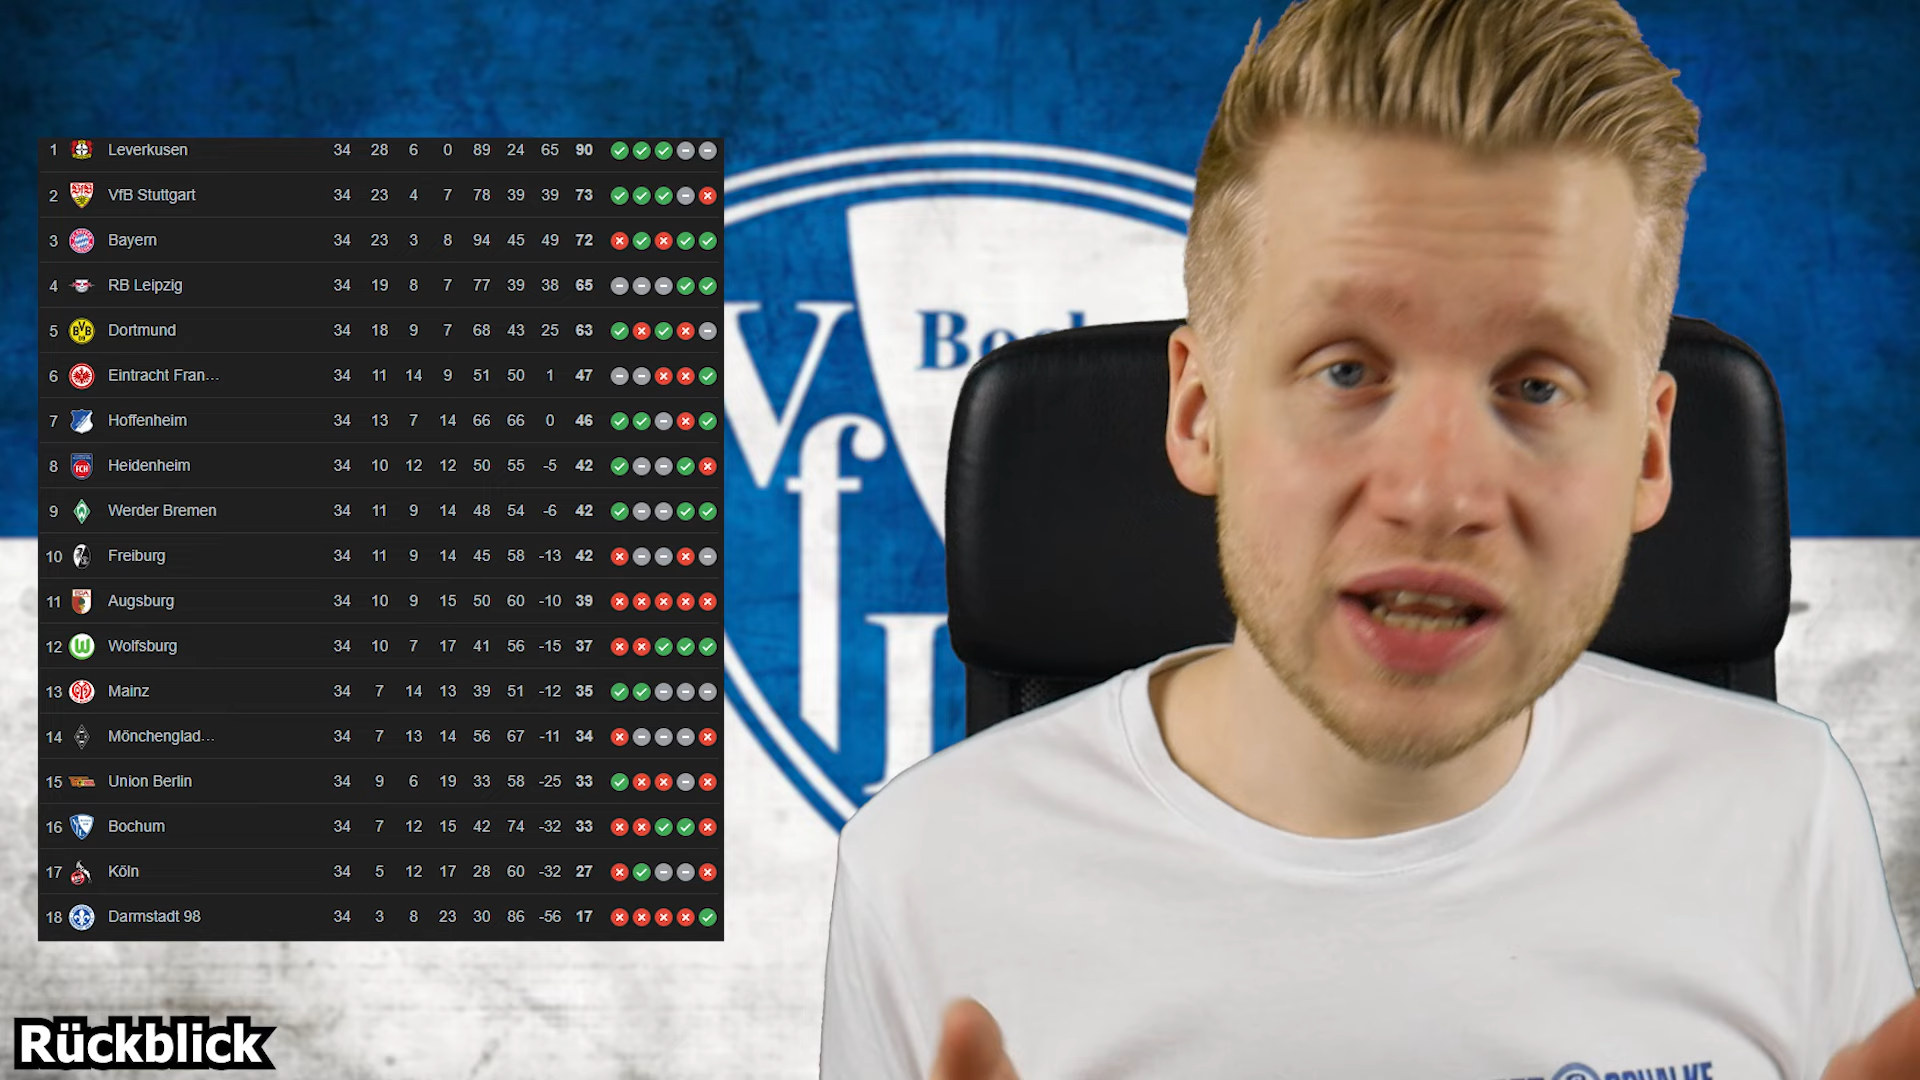 1 Leverkusen 34 28 6 0 89 24 65 90
2 VfB Stuttgart 34 23 4 7 78 39 39 73
3 Bayern 34 23 3 8 94 45 49 72
4 RB Leipzig 34 19 8 7 77 39 38 65
5 Dortmund 34 18 9 7 68 43 25 63
6 Eintracht Fran... 34 11 14 9 51 50 1 47
7 Hoffenheim 34 13 7 14 66 66 0 46
8 Heidenheim 34 10 12 12 50 55 -5 42
9 Werder Bremen 34 11 9 14 48 54 -6 42
10 Freiburg 34 11 9 14 45 58 -13 42
11 Augsburg 34 10 9 15 50 60 -10 39
12 Wolfsburg 34 10 7 17 41 56 -15 37
13 Mainz 34 7 14 13 39 51 -12 35
14 Mönchenglad... 34 7 13 14 56 67 -11 34
15 Union Berlin 34 9 6 19 33 58 -25 33
16 Bochum 34 7 12 15 42 74 -32 33
17 Köln 34 5 12 17 28 60 -32 27
18 Darmstadt 98 34 3 8 23 30 86 -56 17
VfL
Rückblick